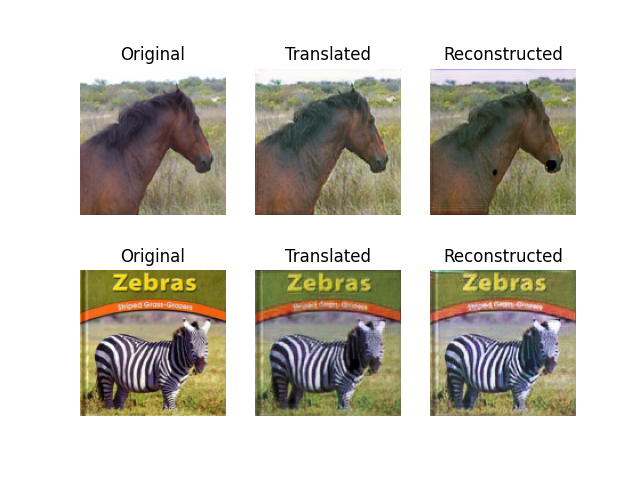 Original Translated Reconstructed
Original Translated Reconstructed
Zebras Zebras Zebras
Striped Grass-Grazers Striped Grass-Grazers Striped Grass-Grazers